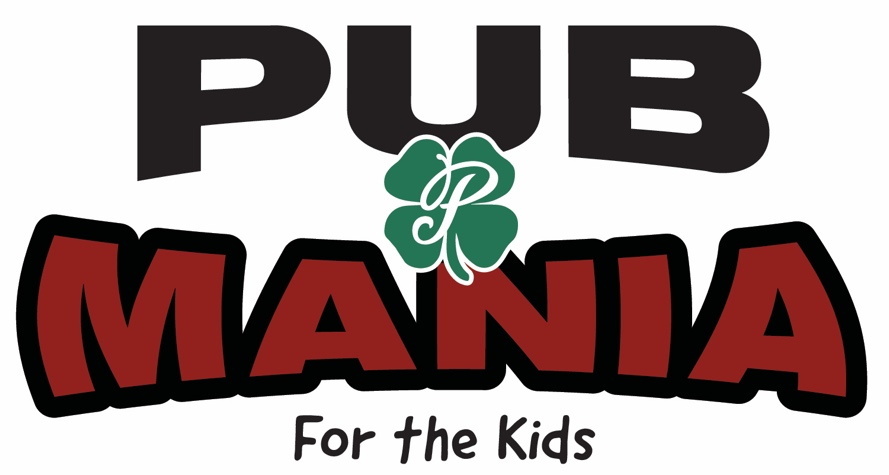 PUB
P
MANIA
For the Kids